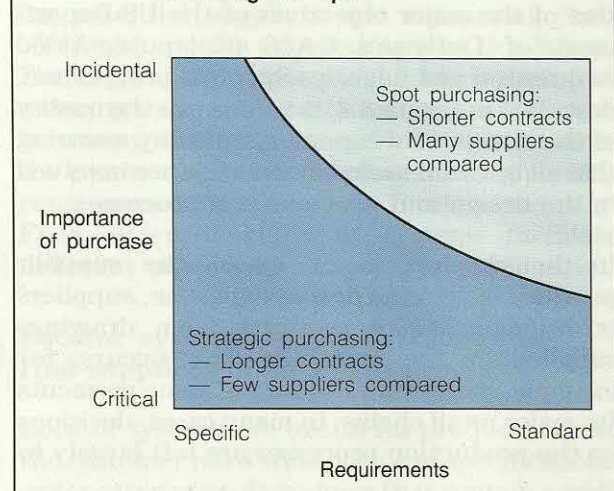 Incidental
Spot purchasing:
— Shorter contracts
— Many suppliers
compared
Importance
of purchase
Strategic purchasing:
— Longer contracts
— Few suppliers compared
Critical
Specific
Standard
Requirements